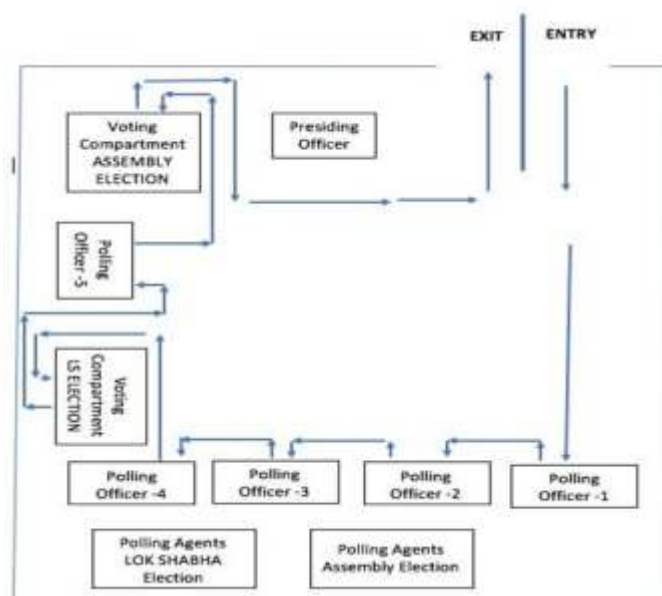 EXIT
ENTRY
Voting
Compartment
ASSEMBLY
ELECTION
Presiding
Officer
Polling
Officer -5
Voting
Compartment
LS ELECTION
Polling
Officer -4
Polling
Officer -3
Polling
Officer -2
Polling
Officer -1
Polling Agents
LOK SHABHA
Election
Polling Agents
Assembly Election